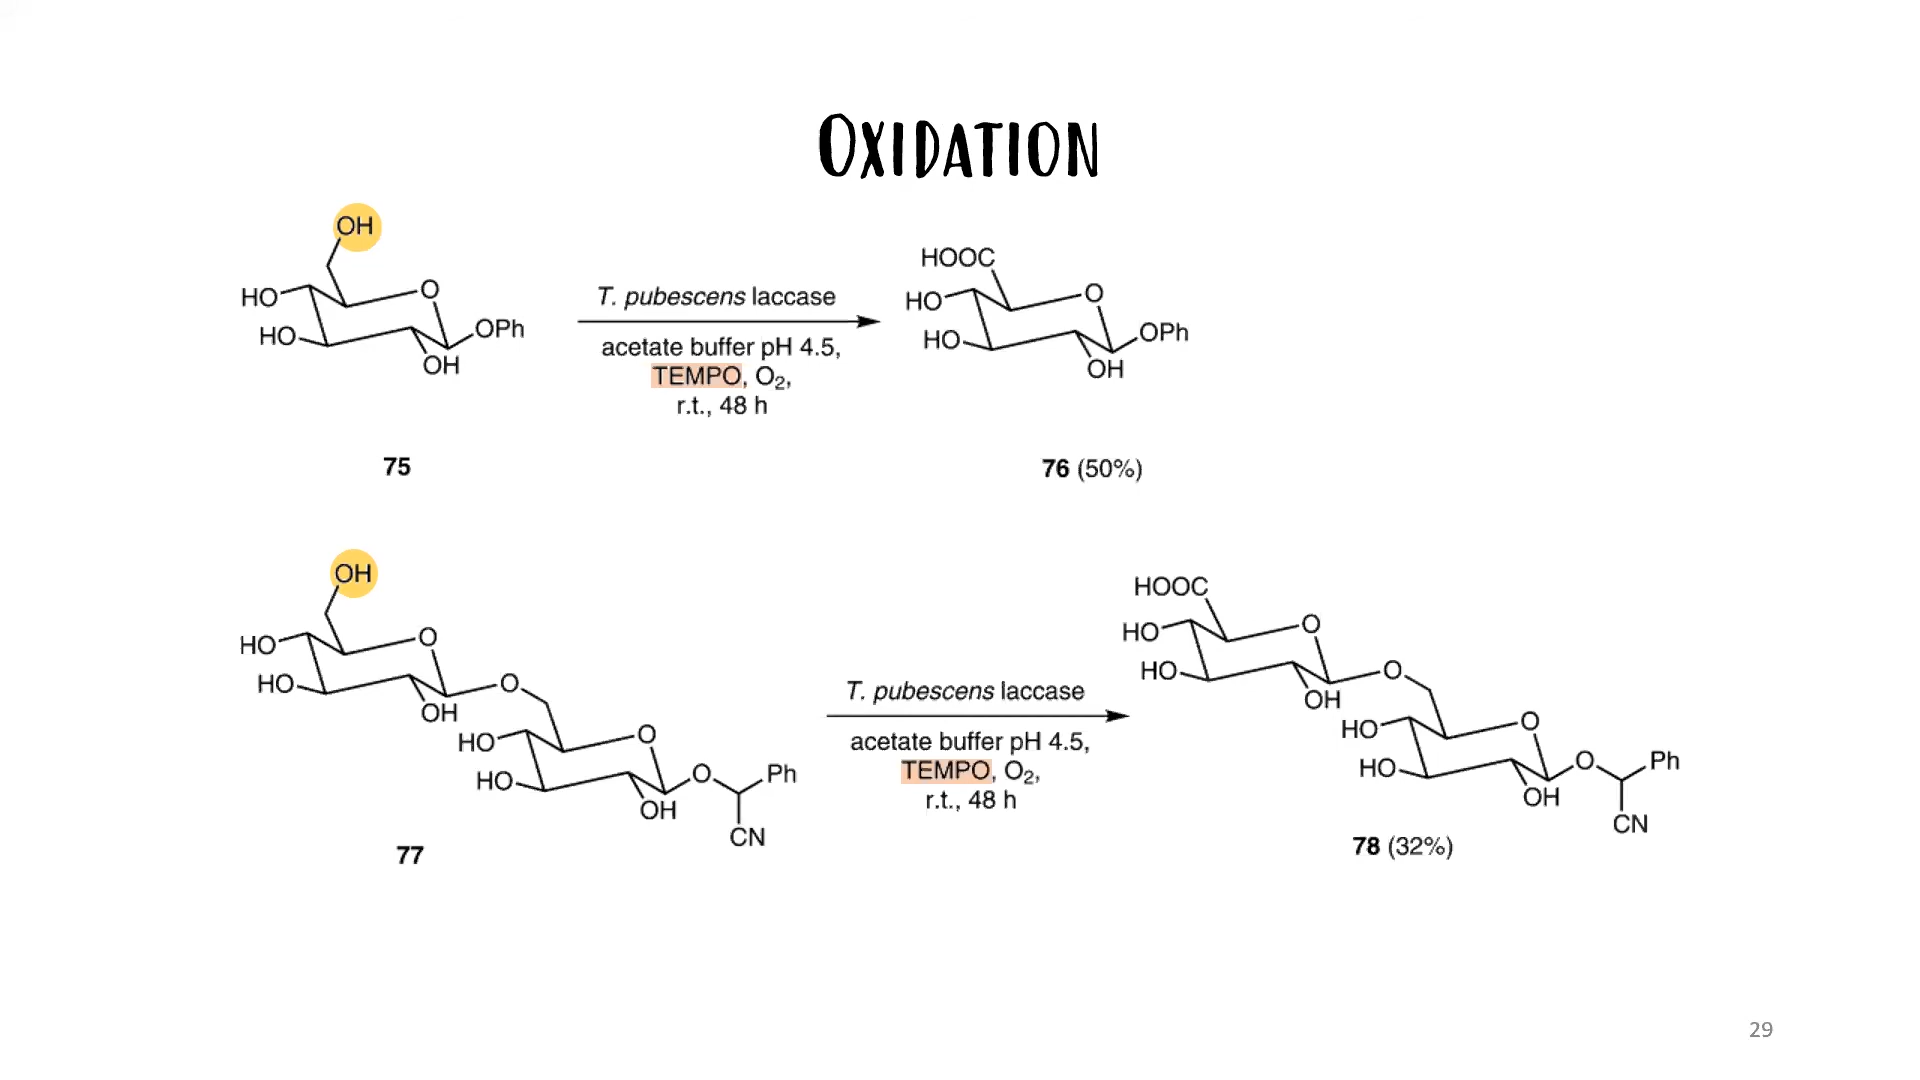 OXIDATION
OH
HO
O
HO
OPh
OH
T. pubescens laccase
acetate buffer pH 4.5,
TEMPO, O₂,
r.t., 48 h
HOOC
HO
O
HO
OPh
OH
75
76 (50%)
OH
HO
O
HO
O
OH
HO
O
HO
O
Ph
OH
CN
77
T. pubescens laccase
acetate buffer pH 4.5,
TEMPO, O₂,
r.t., 48 h
HOOC
HO
O
HO
O
OH
HO
O
HO
O
Ph
OH
CN
78 (32%)
29